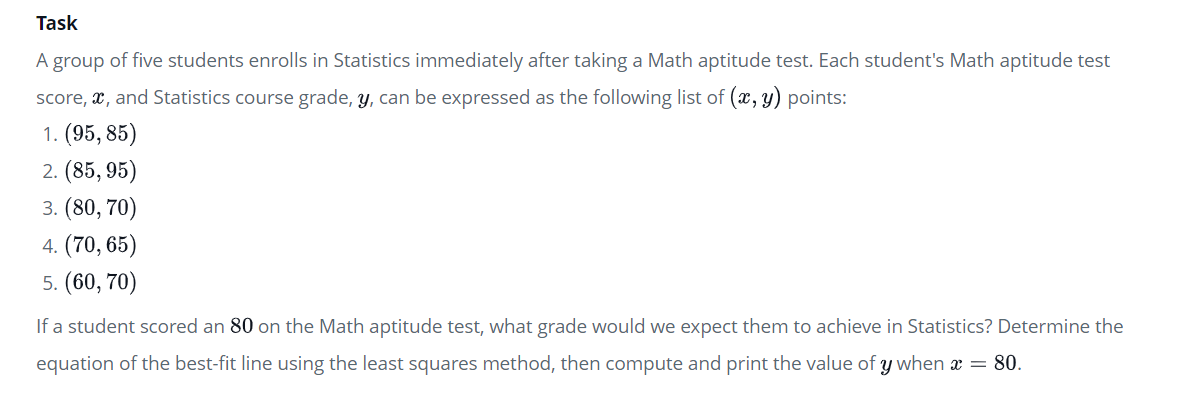 Task
A group of five students enrolls in Statistics immediately after taking a Math aptitude test. Each student's Math aptitude test
score, x, and Statistics course grade, y, can be expressed as the following list of (x, y) points:
1. (95, 85)
2. (85, 95)
3. (80, 70)
4. (70, 65)
5. (60, 70)
If a student scored an 80 on the Math aptitude test, what grade would we expect them to achieve in Statistics? Determine the
equation of the best-fit line using the least squares method, then compute and print the value of y when x = 80.